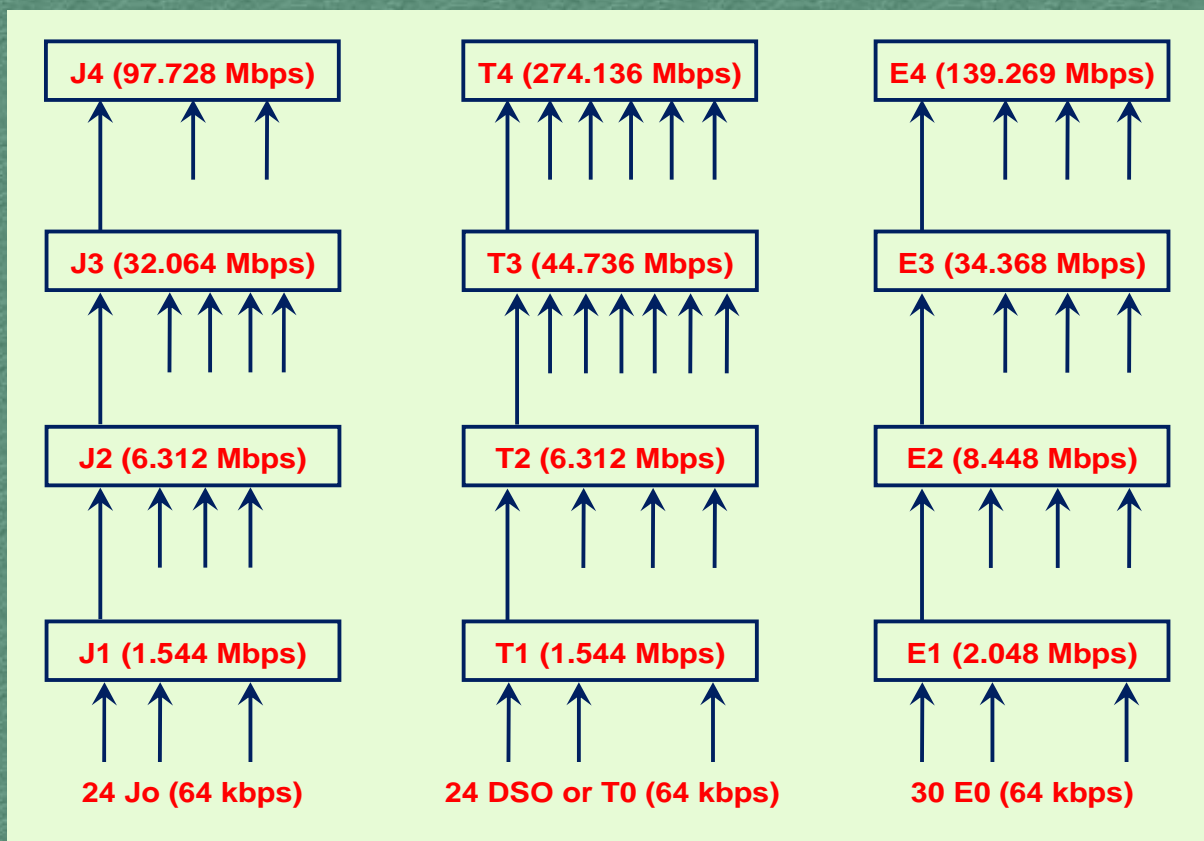 J4 (97.728 Mbps)
T4 (274.136 Mbps)
E4 (139.269 Mbps)
J3 (32.064 Mbps)
T3 (44.736 Mbps)
E3 (34.368 Mbps)
J2 (6.312 Mbps)
T2 (6.312 Mbps)
E2 (8.448 Mbps)
J1 (1.544 Mbps)
T1 (1.544 Mbps)
E1 (2.048 Mbps)
24 Jo (64 kbps)
24 DSO or T0 (64 kbps)
30 E0 (64 kbps)